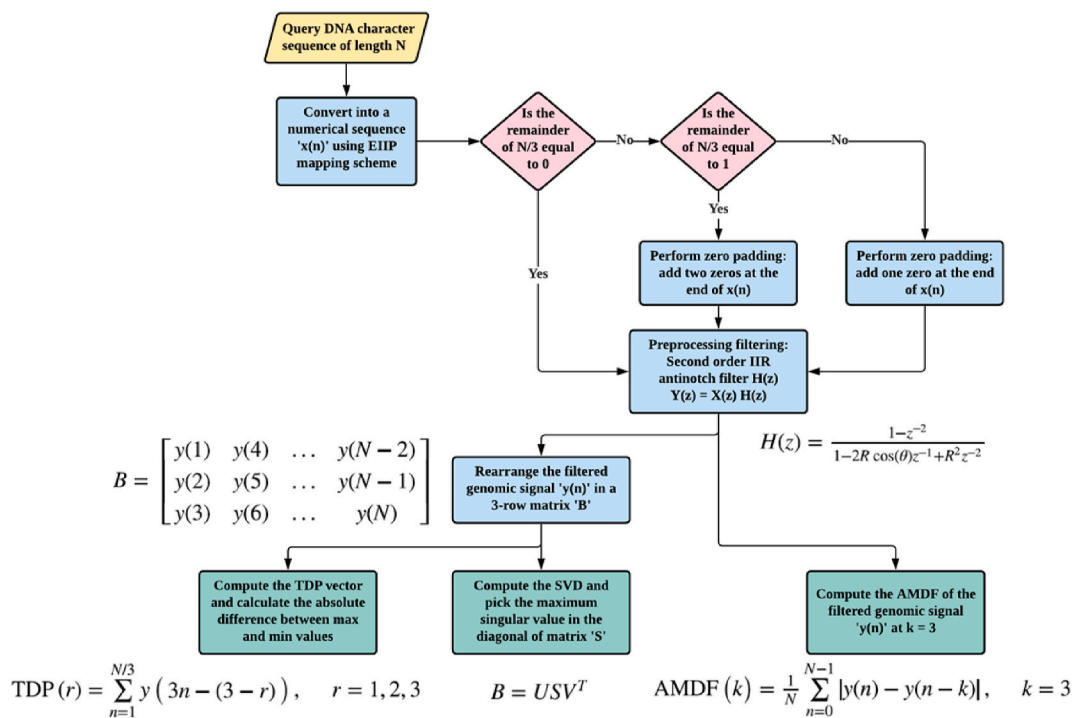 Query DNA character
sequence of length N
Convert into a
numerical sequence
'x(n)' using EIIP
mapping scheme
Is the
remainder
of N/3 equal
to 0
No
Is the
remainder
of N/3 equal
to 1
No
Yes
Yes
Perform zero padding:
add two zeros at the
end of x(n)
Perform zero padding:
add one zero at the end
of x(n)
Preprocessing filtering:
Second order IIR
antinotch filter H(z)
Y(z) = X(z) H(z)
H(z) = \frac{1-z^{-2}}{1-2R cos(θ)z^{-1}+R^2z^{-2}}
B = [ y(1) y(4) … y(N − 2)
y(2) y(5) … y(N − 1)
y(3) y(6) … y(N) ]
Rearrange the filtered
genomic signal 'y(n)' in a
3-row matrix 'B'
Compute the TDP vector
and calculate the absolute
difference between max
and min values
Compute the SVD and
pick the maximum
singular value in the
diagonal of matrix 'S'
Compute the AMDF of the
filtered genomic signal
'y(n)' at k = 3
TDP (r) = \sum_{n=1}^{N/3} y ( 3n − (3 − r) ), r = 1, 2, 3
B = USV^T
AMDF (k) = \frac{1}{N} \sum_{n=0}^{N−1} |y(n) − y(n − k)|, k = 3